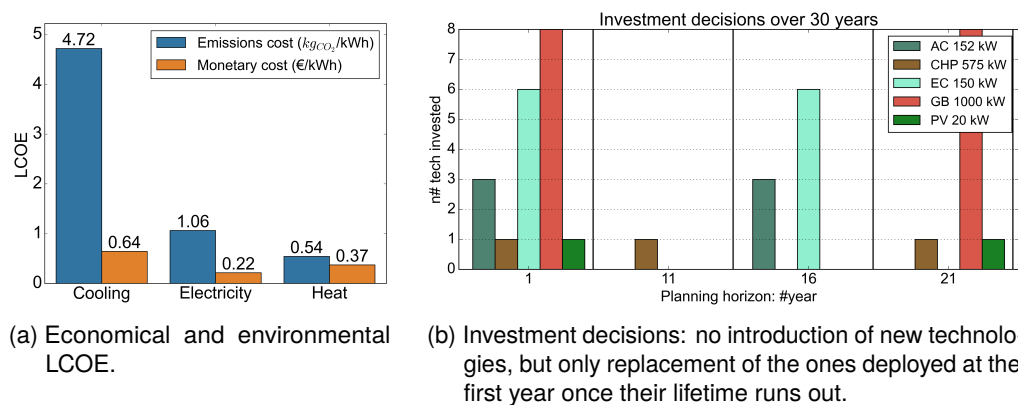 4.72
Emissions cost (kg_CO2/kWh)
Monetary cost (€/kWh)
5
4
3
2
1
0
LCOE
0.64
1.06
0.22
0.54
0.37
Cooling Electricity Heat
(a) Economical and environmental
LCOE.
Investment decisions over 30 years
AC 152 kW
CHP 575 kW
EC 150 kW
GB 1000 kW
PV 20 kW
8
7
6
5
4
3
2
1
0
n# tech invested
1 11 16 21
Planning horizon: #year
(b) Investment decisions: no introduction of new technolo-
gies, but only replacement of the ones deployed at the
first year once their lifetime runs out.